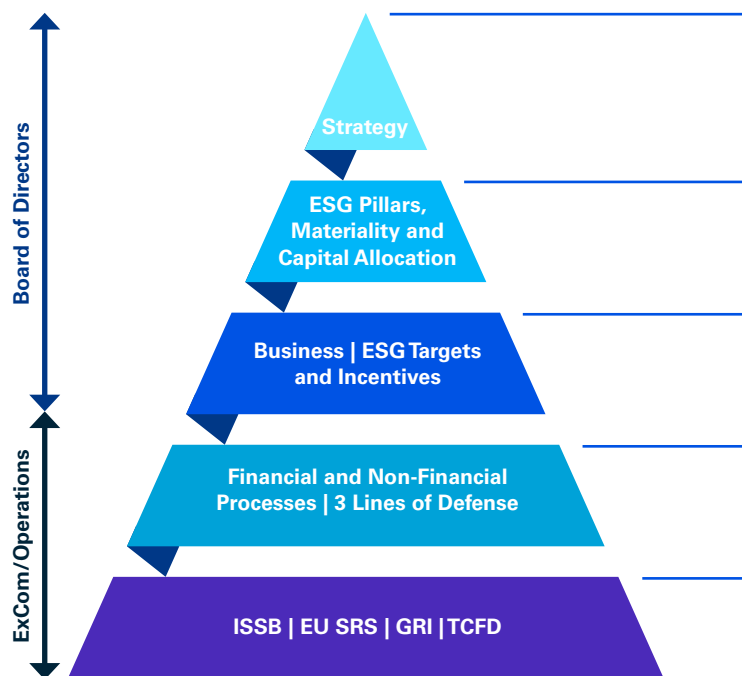 Strategy
ESG Pillars,
Materiality and
Capital Allocation
Business | ESG Targets
and Incentives
Financial and Non-Financial
Processes | 3 Lines of Defense
ISSB | EU SRS | GRI | TCFD
Board of Directors
ExCom/Operations